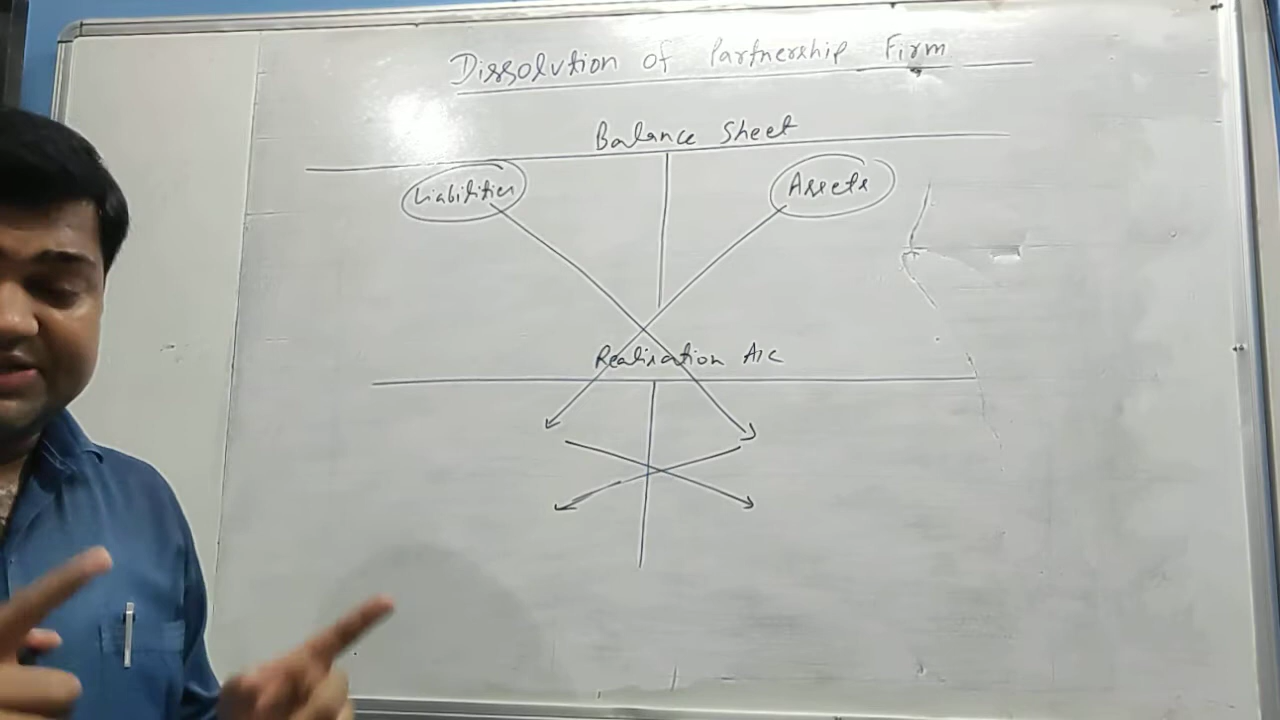 Dissolution of Partnership Firm
Balance Sheet
Liabilities Assets
Realisation A/c